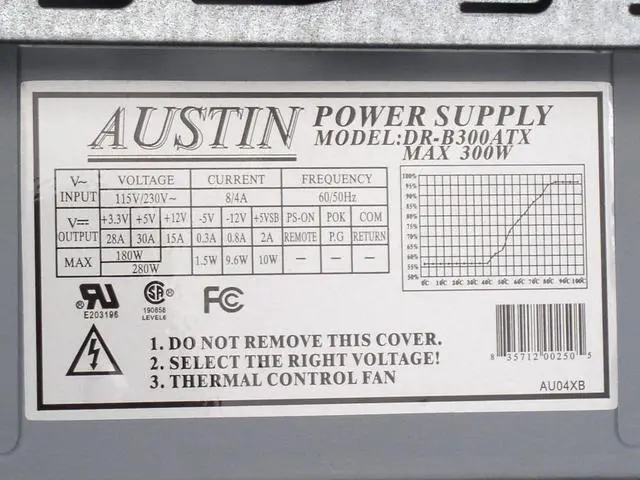 AUSTIN POWER SUPPLY
MODEL:DR-B300ATX
MAX 300W
V~ INPUT VOLTAGE CURRENT FREQUENCY
115V/230V~ 8/4A 60/50Hz
V⎓ OUTPUT +3.3V +5V +12V -5V -12V +5VSB PS-ON POK COM
28A 30A 15A 0.3A 0.8A 2A REMOTE P.G RETURN
MAX 180W 1.5W 9.6W 10W — — —
280W
100%
95%
90%
85%
80%
75%
70%
65%
60%
55%
50%
0C 10C 20C 30C 40C 50C 60C 70C 80C 90C 100C
E203196
190858
LEVEL6
FC
1. DO NOT REMOVE THIS COVER.
2. SELECT THE RIGHT VOLTAGE!
3. THERMAL CONTROL FAN
8 35712 00250 5
AU04XB